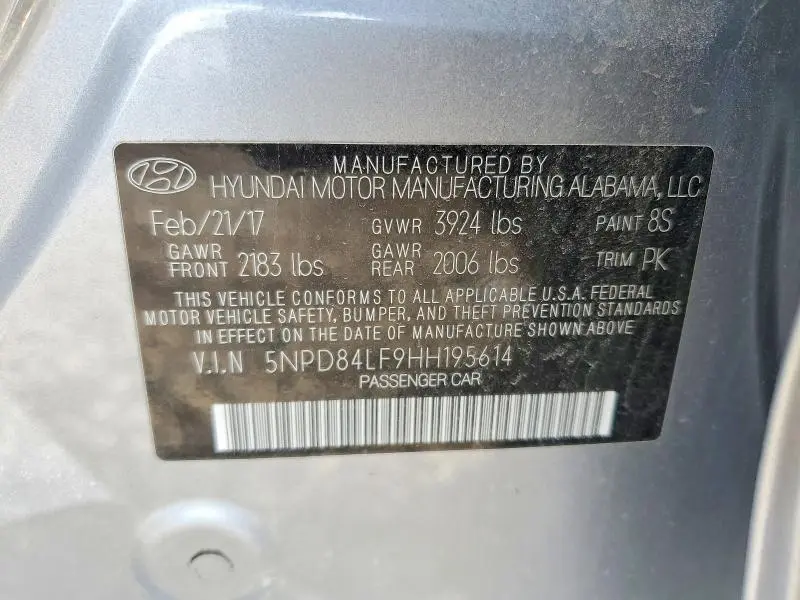 MANUFACTURED BY
HYUNDAI MOTOR MANUFACTURING ALABAMA, LLC
Feb/21/17 GVWR 3924 lbs PAINT 8S
GAWR FRONT 2183 lbs GAWR REAR 2006 lbs TRIM PK
THIS VEHICLE CONFORMS TO ALL APPLICABLE U.S.A. FEDERAL
MOTOR VEHICLE SAFETY, BUMPER, AND THEFT PREVENTION STANDARDS
IN EFFECT ON THE DATE OF MANUFACTURE SHOWN ABOVE
V.I.N 5NPD84LF9HH195614
PASSENGER CAR